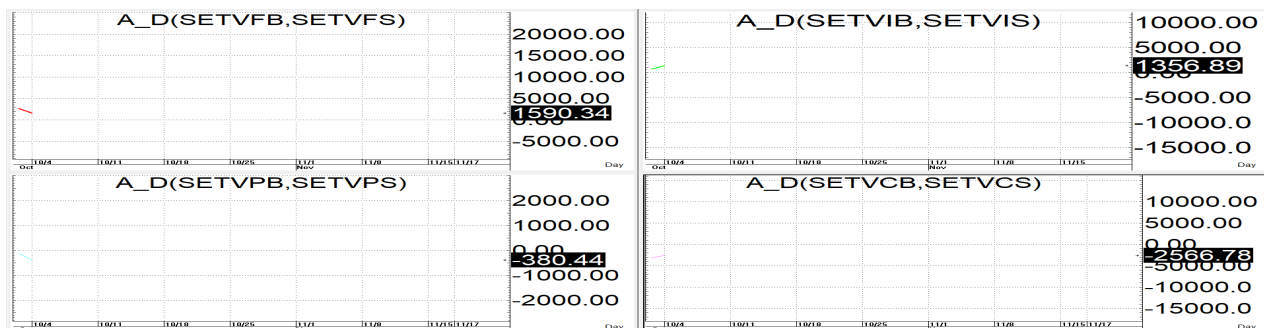 A_D(SETVFB,SETVFS)
20000.00
15000.00
10000.00
5000.00
1590.34
0.00
-5000.00
10/4 10/11 10/18 10/25 11/1 11/8 11/15 11/17
Oct Nov Day
A_D(SETVIB,SETVIS)
10000.00
5000.00
1356.89
0.00
-5000.00
-10000.0
-15000.0
10/4 10/11 10/18 10/25 11/1 11/8 11/15
Oct Nov Day
A_D(SETVPB,SETVPS)
2000.00
1000.00
0.00
-380.44
-1000.00
-2000.00
10/4 10/11 10/18 10/25 11/1 11/8 11/15 11/17
Day
A_D(SETVCB,SETVCS)
10000.00
5000.00
0.00
-2566.78
-5000.00
-10000.00
-15000.00
10/4 10/11 10/18 10/25 11/1 11/8 11/15 11/17
Day